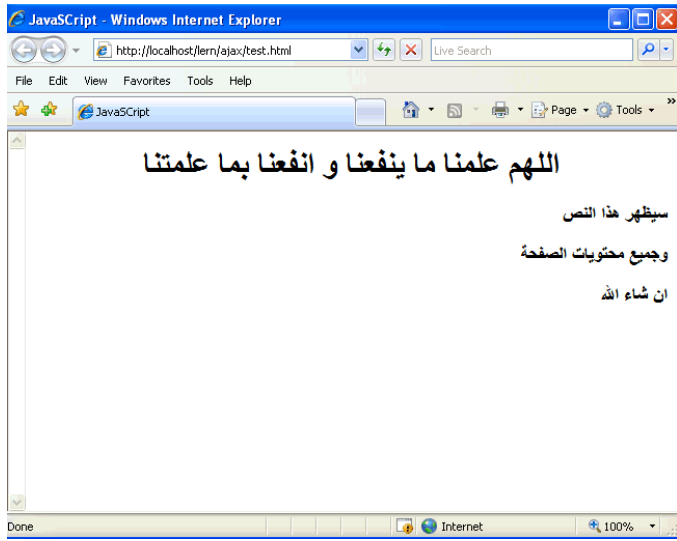 JavaSCript - Windows Internet Explorer
http://localhost/lern/ajax/test.html
Live Search
File Edit View Favorites Tools Help
JavaSCript
Page Tools
اللهم علمنا ما ينفعنا و انفعنا بما علمتنا
سيظهر هذا النص
وجميع محتويات الصفحة
ان شاء الله
Done
Internet
100%